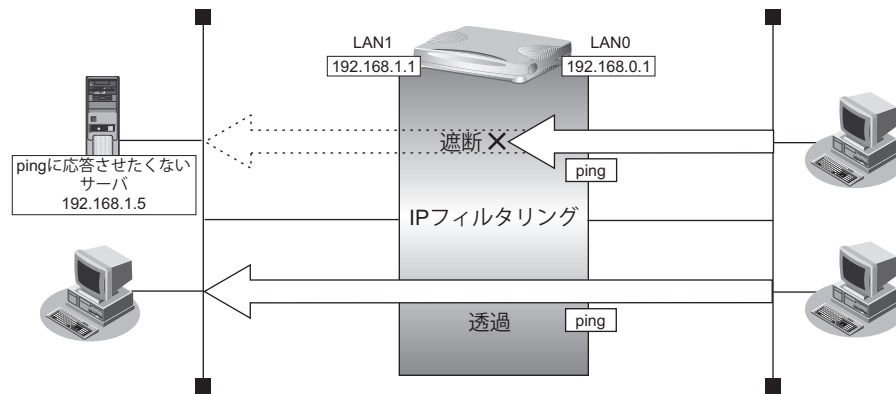 LAN1
LAN0
192.168.1.1
192.168.0.1
遮断
ping
pingに応答させたくない
サーバ
192.168.1.5
IPフィルタリング
透過
ping